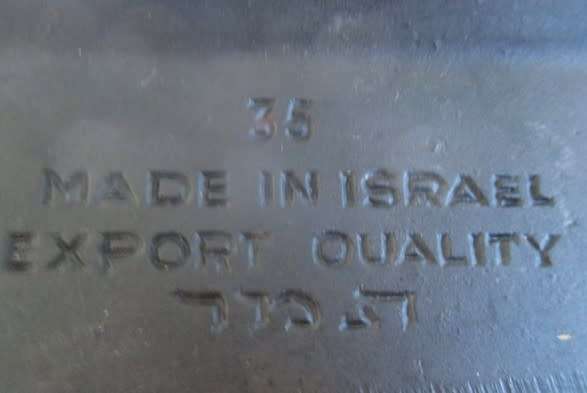 35
MADE IN ISRAEL
EXPORT QUALITY